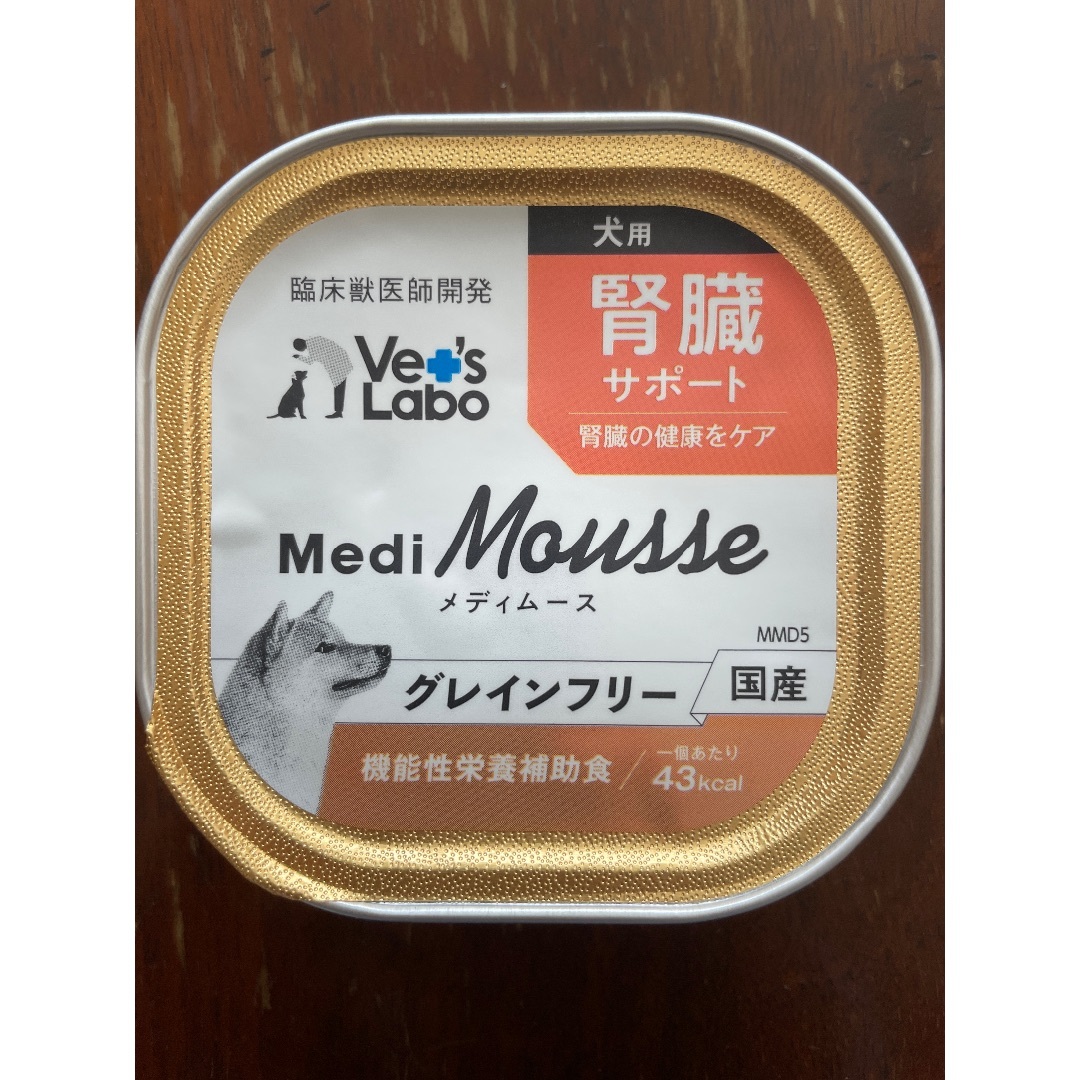 犬用
腎臓
サポート
腎臓の健康をケア
臨床獣医師開発
Vet's
Labo
Medi Mousse
メディムース
MMD5
グレインフリー
国産
機能性栄養補助食
一個あたり
43kcal